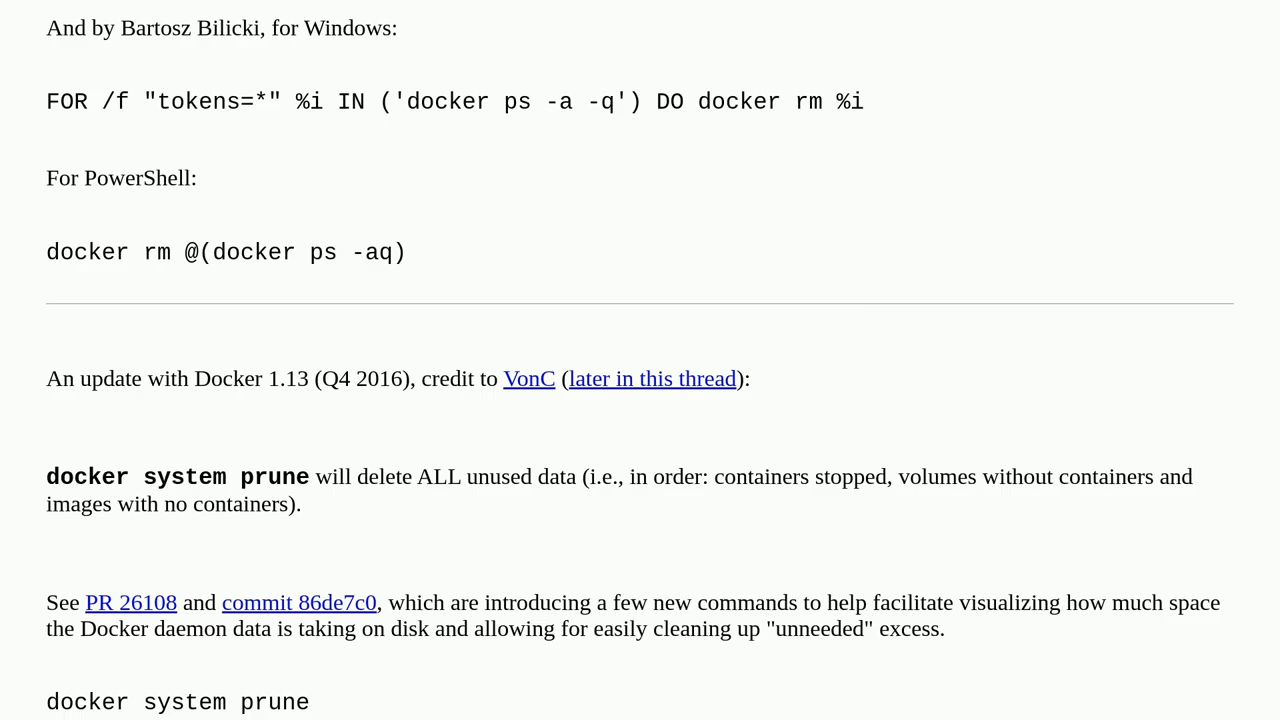 And by Bartosz Bilicki, for Windows:
FOR /f "tokens=*" %i IN ('docker ps -a -q') DO docker rm %i
For PowerShell:
docker rm @(docker ps -aq)
An update with Docker 1.13 (Q4 2016), credit to VonC (later in this thread):
docker system prune will delete ALL unused data (i.e., in order: containers stopped, volumes without containers and
images with no containers).
See PR 26108 and commit 86de7c0, which are introducing a few new commands to help facilitate visualizing how much space
the Docker daemon data is taking on disk and allowing for easily cleaning up "unneeded" excess.
docker system prune